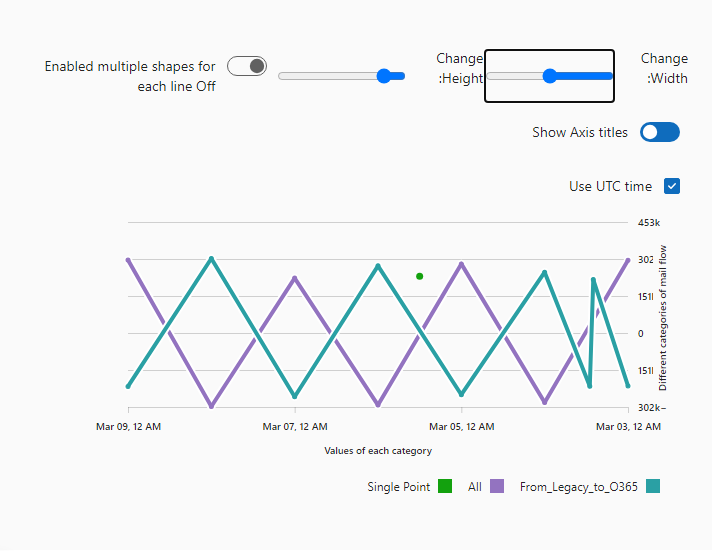 Enabled multiple shapes for
each line Off
Change
:Height
Change
:Width
Show Axis titles
Use UTC time
453k
302
151l
0
151l
302k–
Different categories of mail flow
Mar 09, 12 AM
Mar 07, 12 AM
Mar 05, 12 AM
Mar 03, 12 AM
Values of each category
Single Point
All
From_Legacy_to_O365